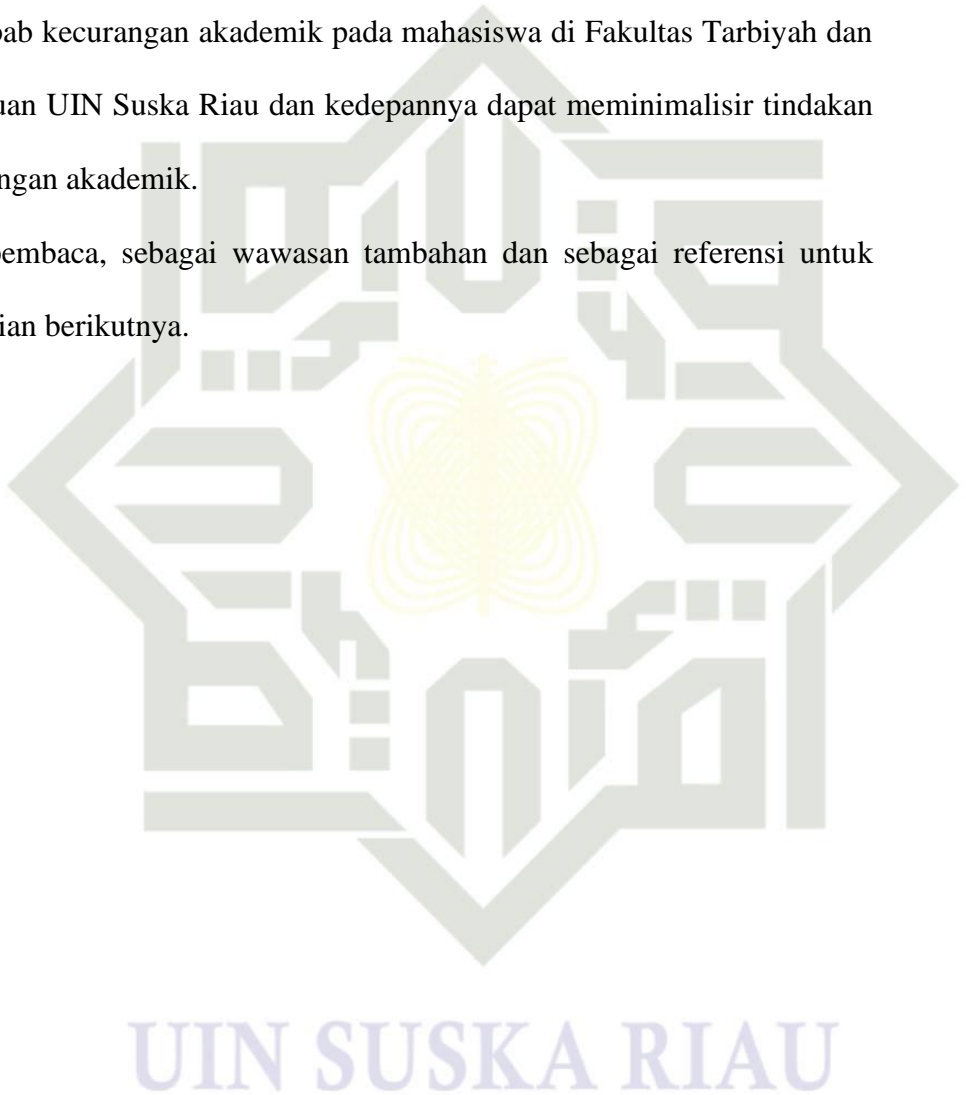 bab kecurangan akademik pada mahasiswa di Fakultas Tarbiyah dan
uan UIN Suska Riau dan kedepannya dapat meminimalisir tindakan
ngan akademik.
pembaca, sebagai wawasan tambahan dan sebagai referensi untuk
ian berikutnya.
UIN SUSKA RIAU